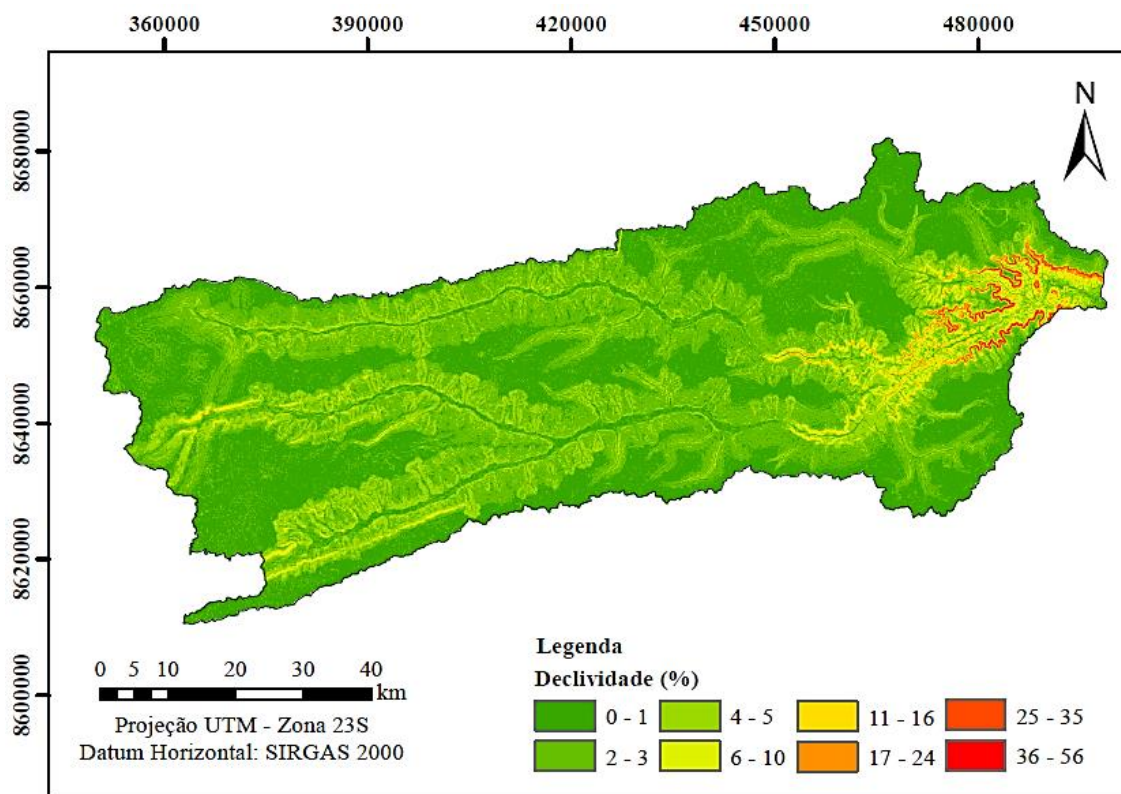 360000 390000 420000 450000 480000
N
8680000
8660000
8640000
8620000
8600000
0 5 10 20 30 40
km
Projeção UTM - Zona 23S
Datum Horizontal: SIRGAS 2000
Legenda
Declividade (%)
0 - 1 4 - 5 11 - 16 25 - 35
2 - 3 6 - 10 17 - 24 36 - 56